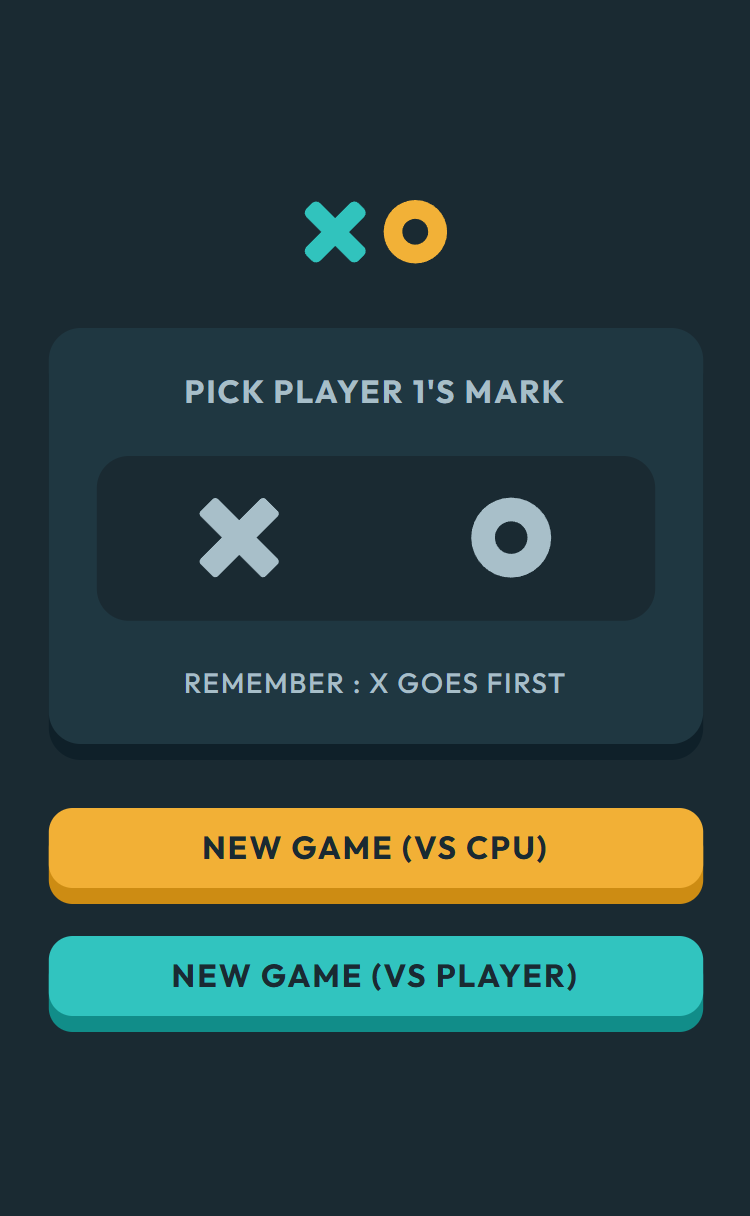 PICK PLAYER 1'S MARK
REMEMBER : X GOES FIRST
NEW GAME (VS CPU)
NEW GAME (VS PLAYER)